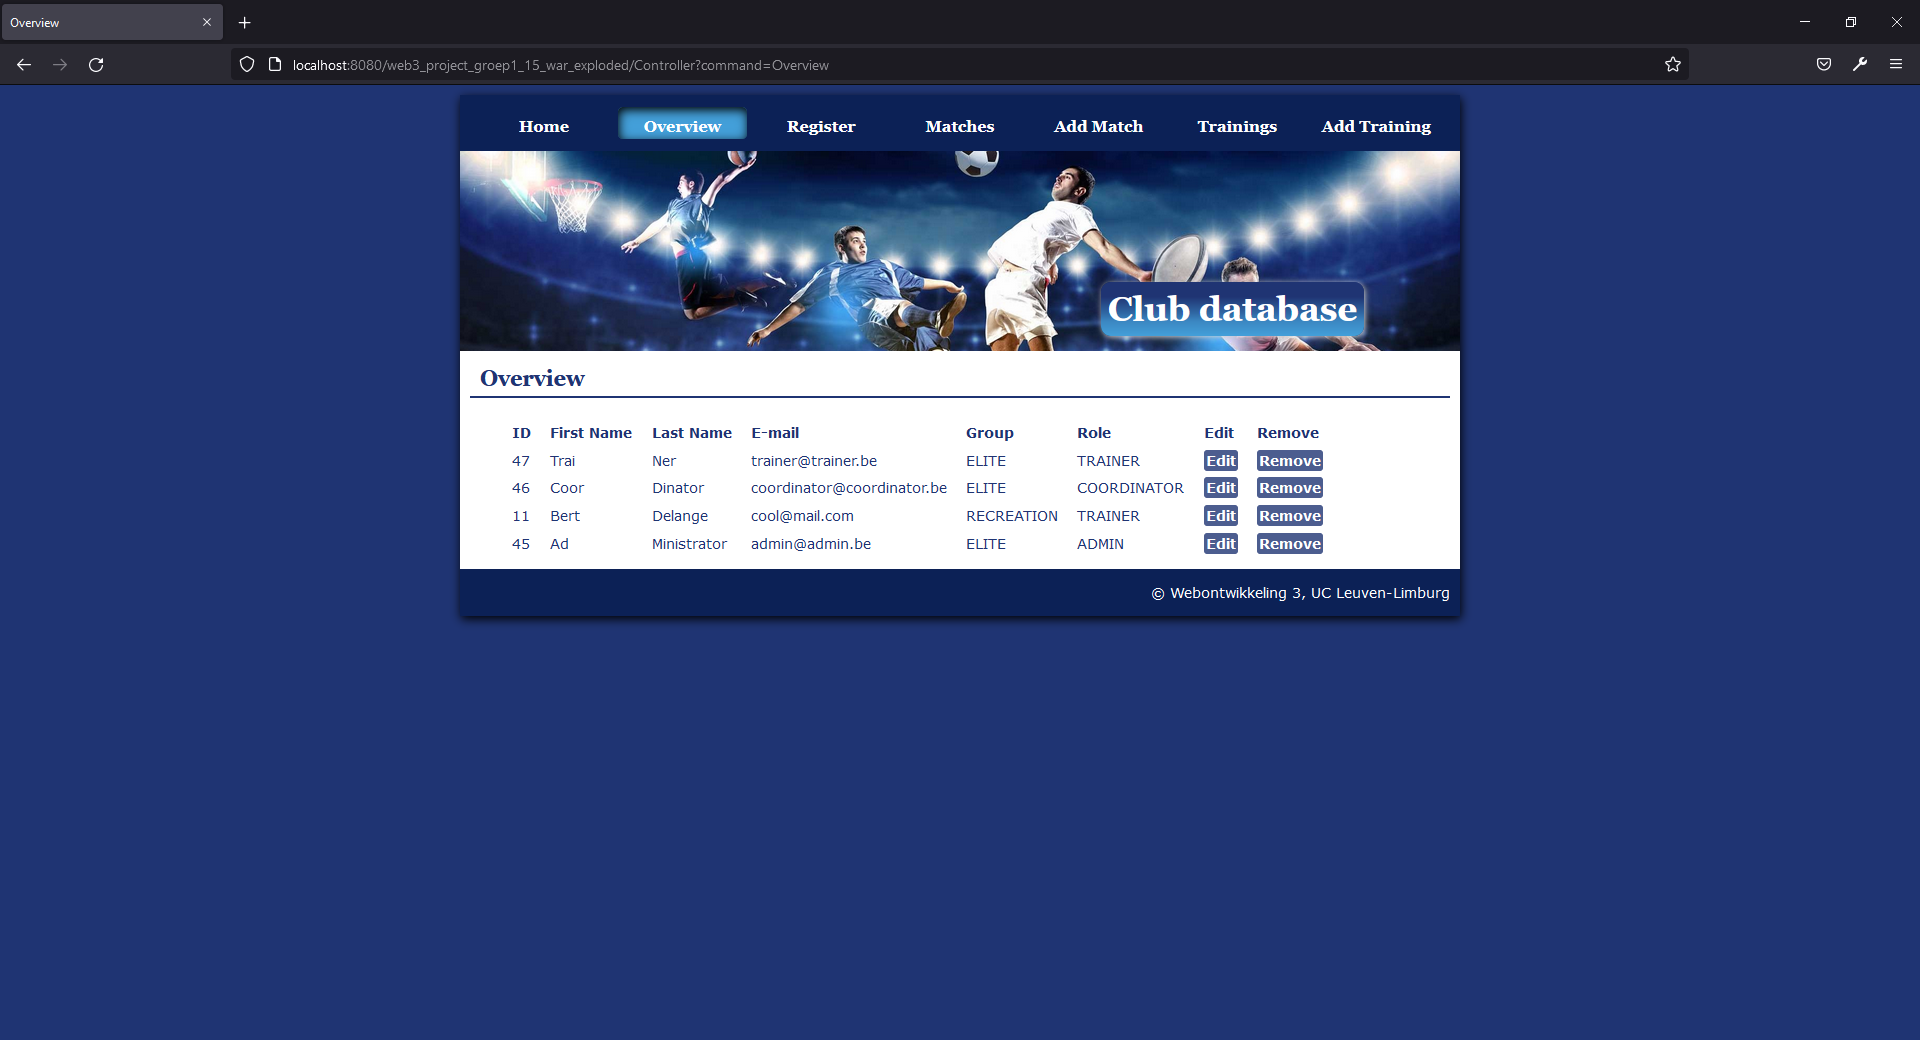 Overview
localhost:8080/web3_project_groep1_15_war_exploded/Controller?command=Overview
Home Overview Register Matches Add Match Trainings Add Training
Club database
Overview
ID First Name Last Name E-mail Group Role Edit Remove
47 Trai Ner trainer@trainer.be ELITE TRAINER Edit Remove
46 Coor Dinator coordinator@coordinator.be ELITE COORDINATOR Edit Remove
11 Bert Delange cool@mail.com RECREATION TRAINER Edit Remove
45 Ad Ministrator admin@admin.be ELITE ADMIN Edit Remove
© Webontwikkeling 3, UC Leuven-Limburg